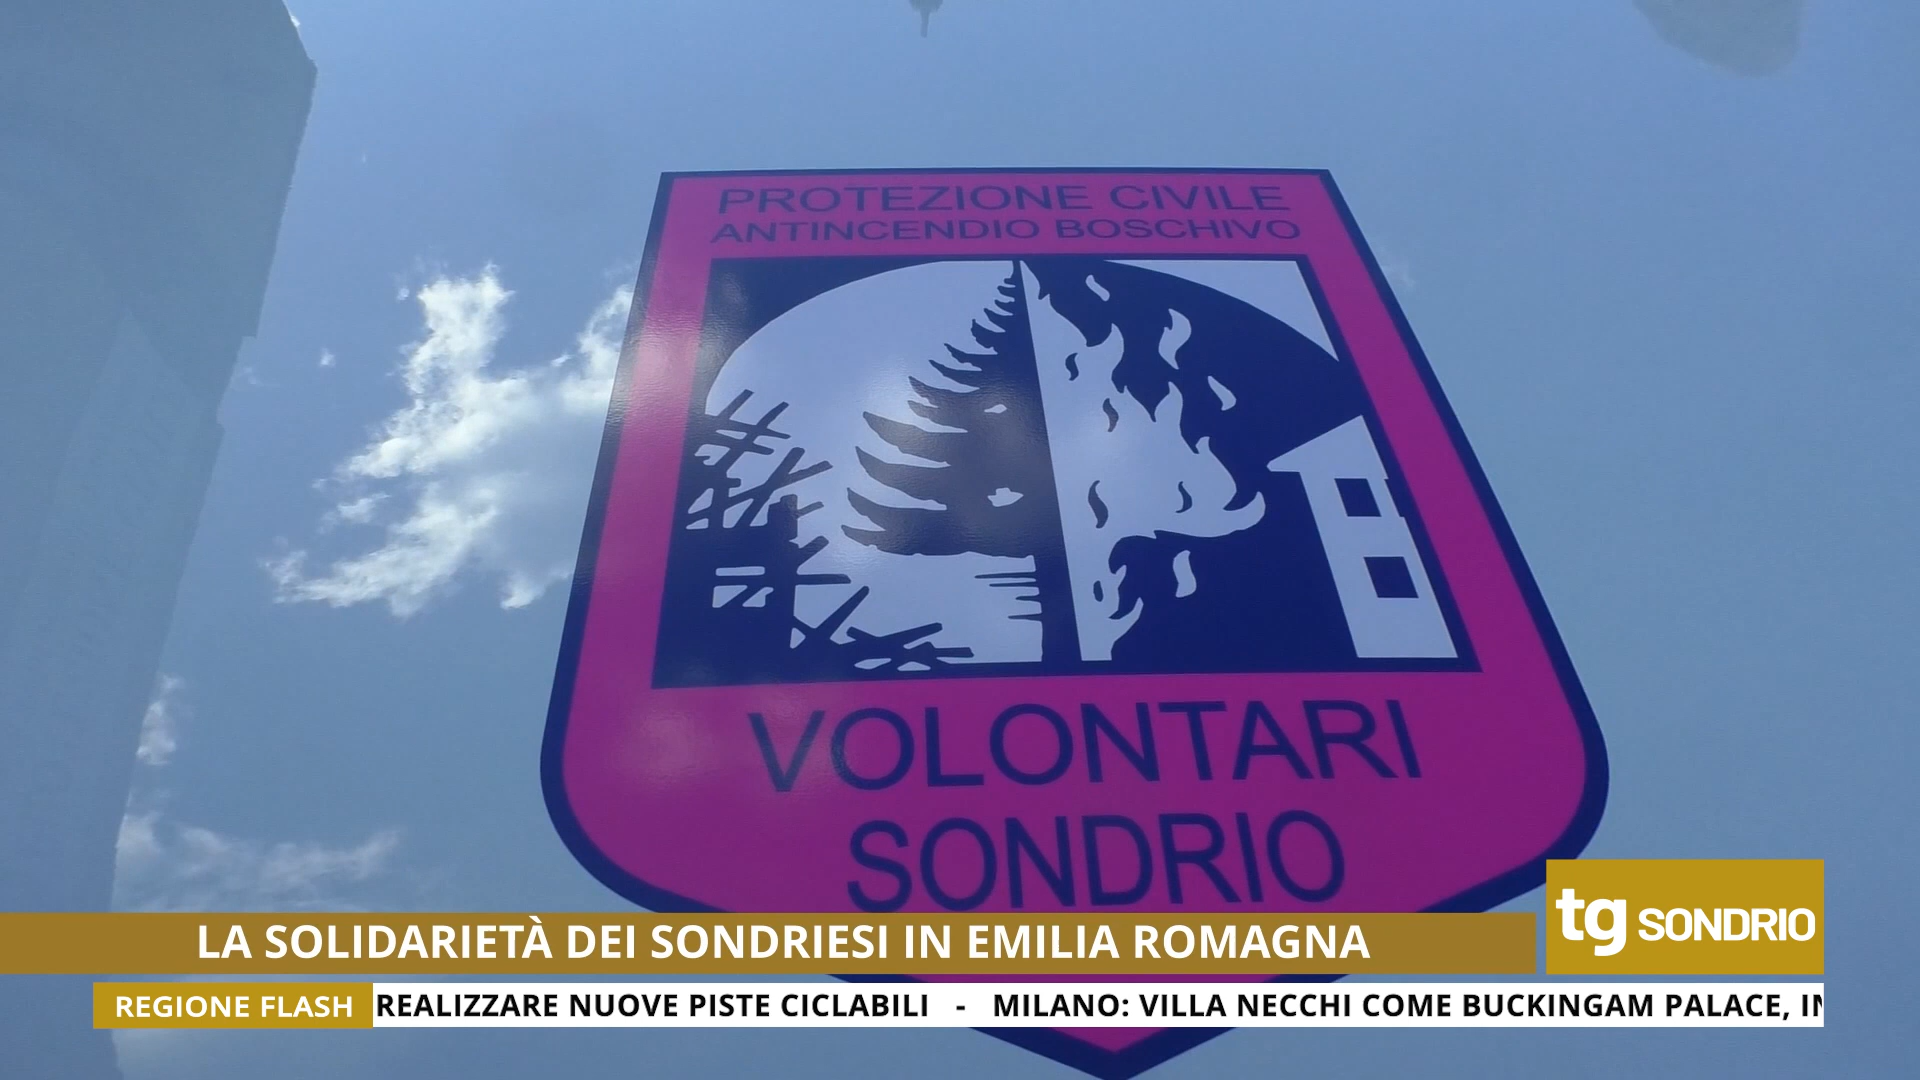 PROTEZIONE CIVILE
ANTINCENDIO BOSCHIVO
VOLONTARI
SONDRIO
LA SOLIDARIETÀ DEI SONDRIESI IN EMILIA ROMAGNA
tg SONDRIO
REGIONE FLASH
REALIZZARE NUOVE PISTE CICLABILI - MILANO: VILLA NECCHI COME BUCKINGAM PALACE,